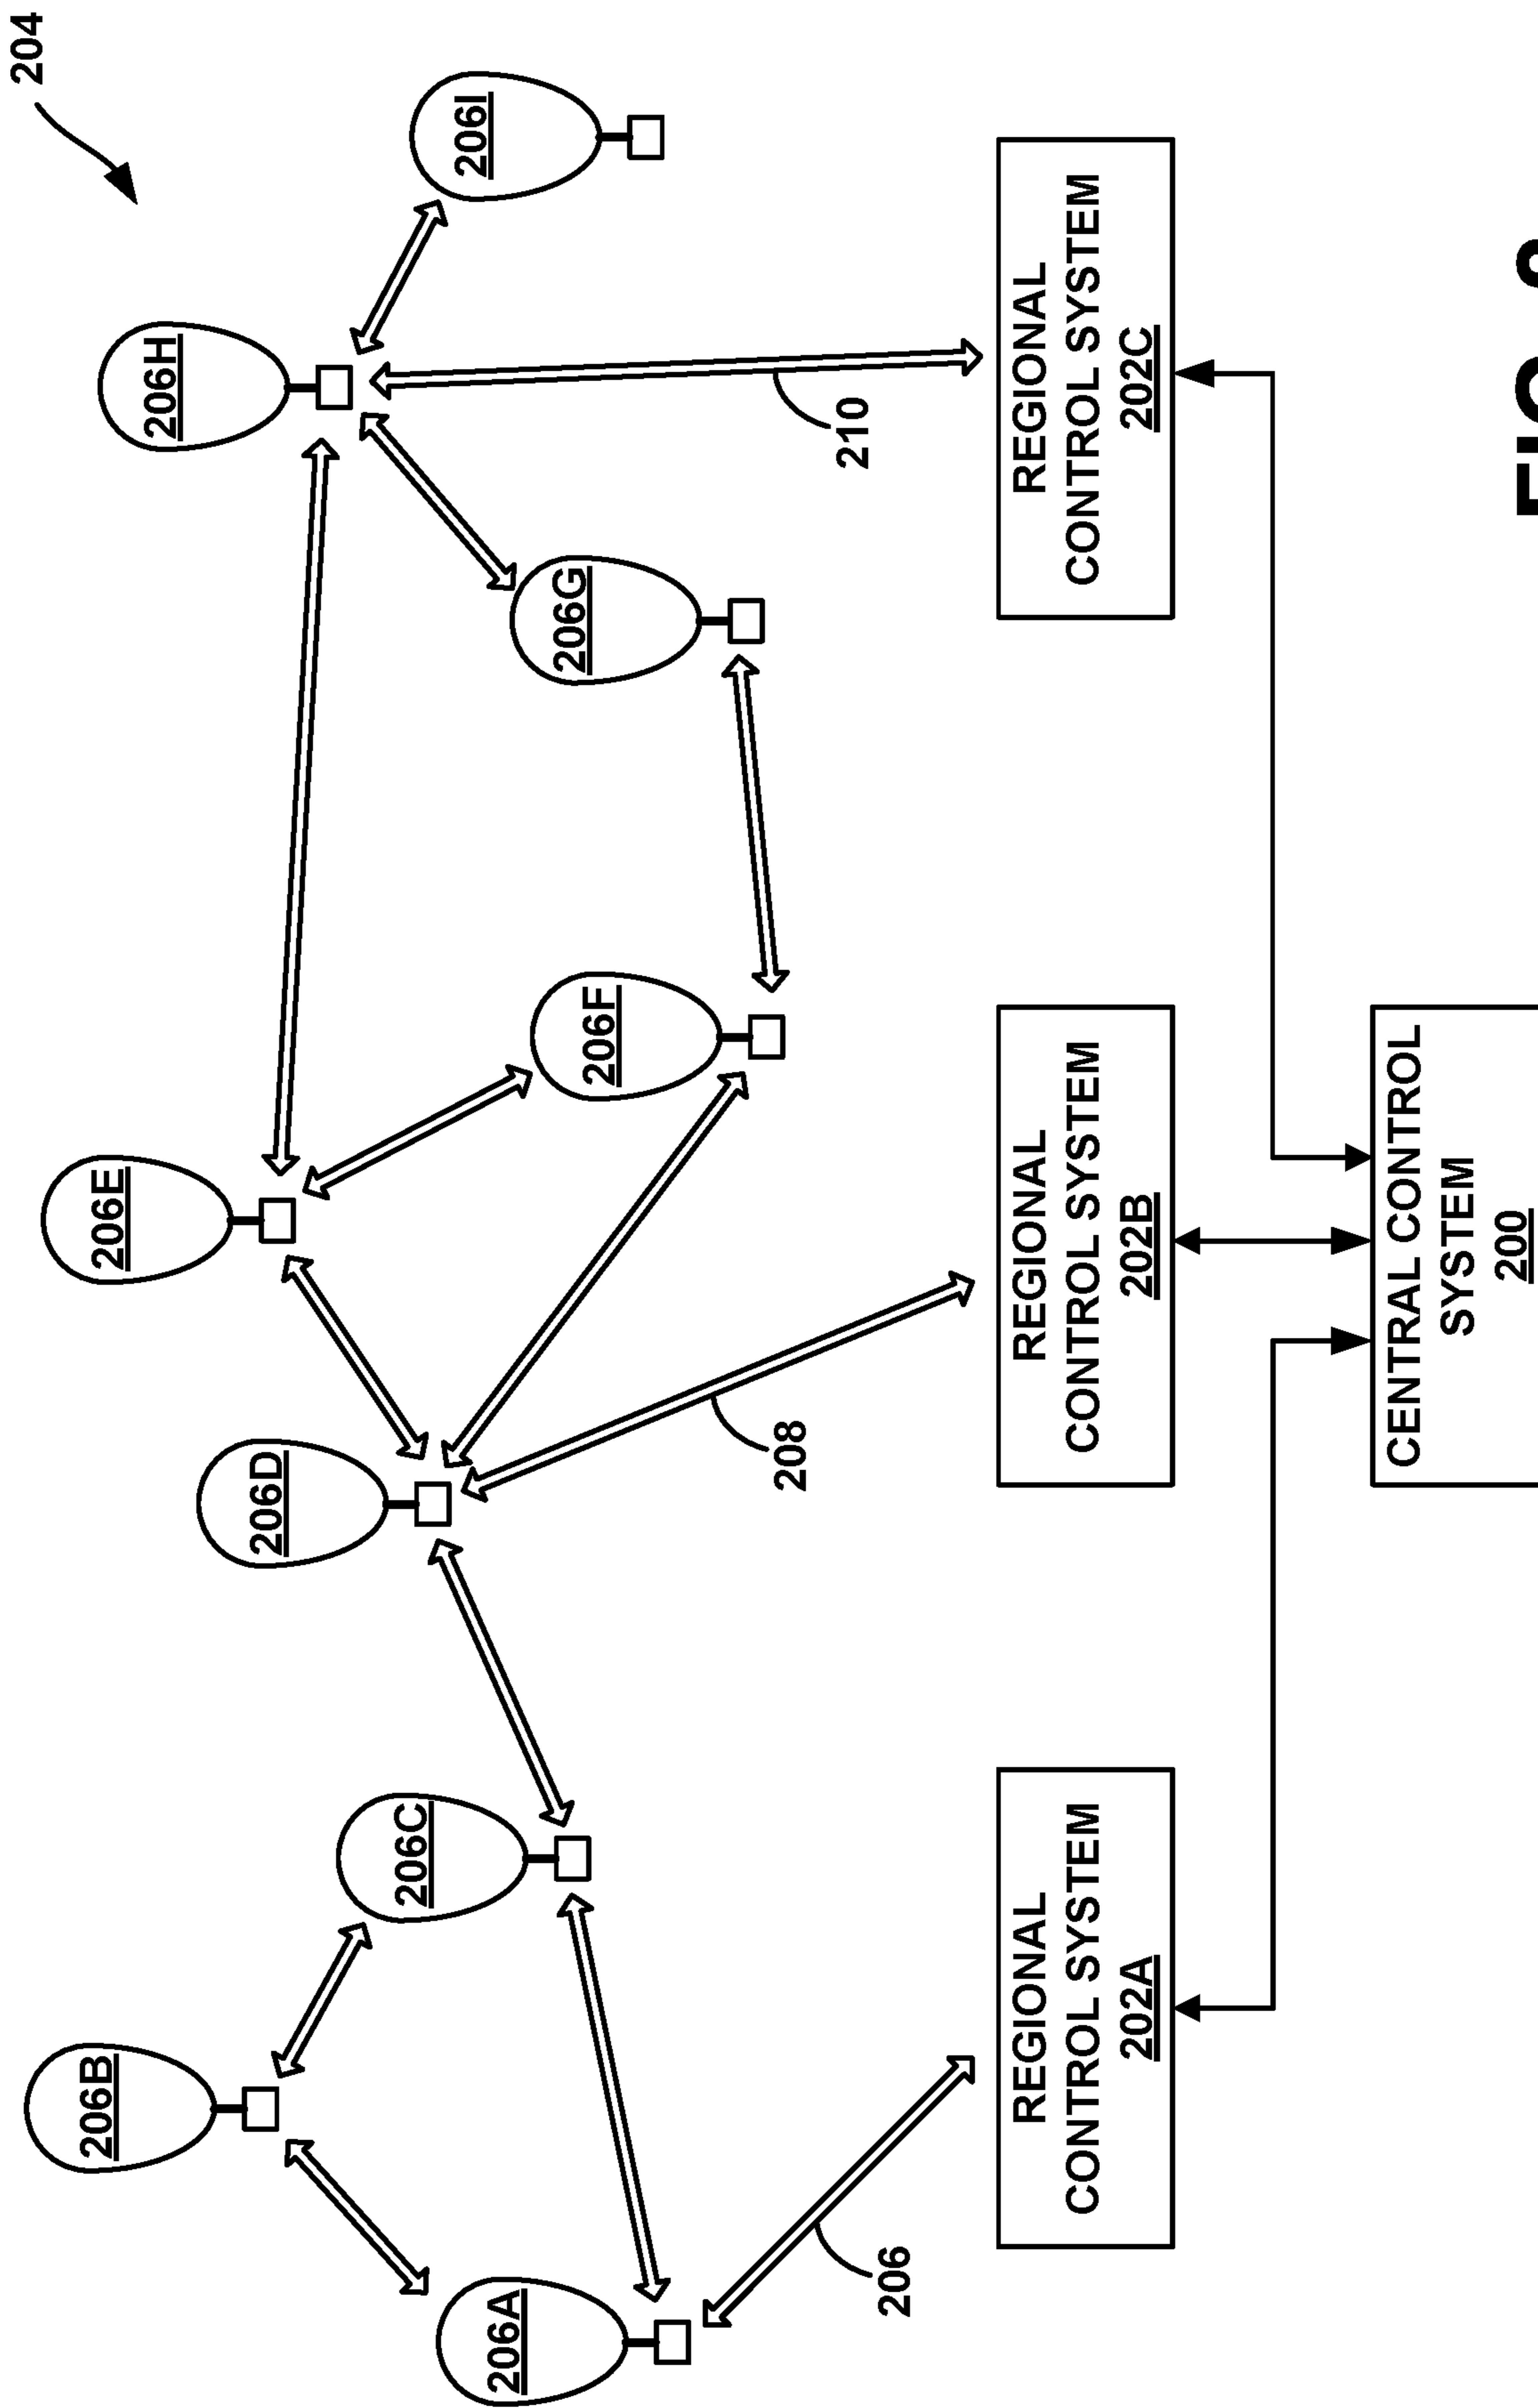 204
206B
206E
206H
206D
206C
206I
206A
206F
206G
206
208
210
REGIONAL
CONTROL SYSTEM
202A
REGIONAL
CONTROL SYSTEM
202B
REGIONAL
CONTROL SYSTEM
202C
CENTRAL CONTROL
SYSTEM
200